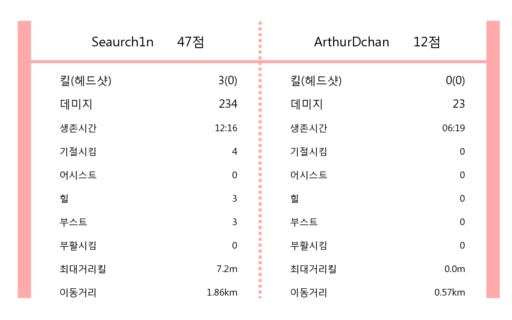 Seaurch1n 47점 ArthurDchan 12점
킬(헤드샷) 3(0) 킬(헤드샷) 0(0)
데미지 234 데미지 23
생존시간 12:16 생존시간 06:19
기절시킴 4 기절시킴 0
어시스트 0 어시스트 0
힐 3 힐 0
부스트 3 부스트 0
부활시킴 0 부활시킴 0
최대거리킬 7.2m 최대거리킬 0.0m
이동거리 1.86km 이동거리 0.57km